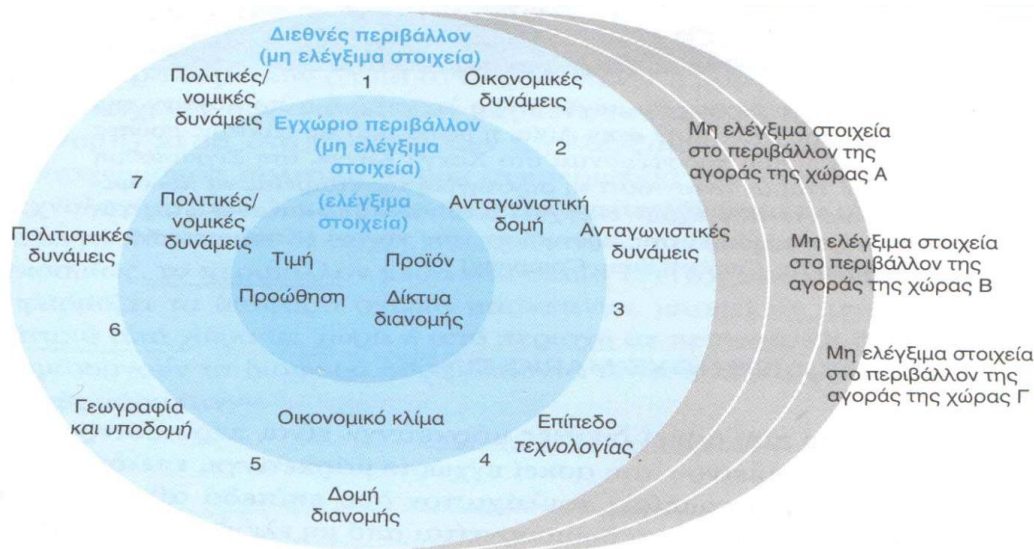 Διεθνές περιβάλλον
(μη ελέγξιμα στοιχεία)
1
Πολιτικές/
νομικές
δυνάμεις
Οικονομικές
δυνάμεις
Εγχώριο περιβάλλον
(μη ελέγξιμα
στοιχεία)
2
7
(ελέγξιμα
στοιχεία)
Πολιτικές/
νομικές
δυνάμεις
Ανταγωνιστική
δομή
Πολιτισμικές
δυνάμεις
Ανταγωνιστικές
δυνάμεις
Τιμή
Προϊόν
Προώθηση
Δίκτυα
διανομής
3
6
Γεωγραφία
και υποδομή
Οικονομικό κλίμα
Επίπεδο
τεχνολογίας
5
4
Δομή
διανομής
Μη ελέγξιμα στοιχεία
στο περιβάλλον της
αγοράς της χώρας Α
Μη ελέγξιμα στοιχεία
στο περιβάλλον της
αγοράς της χώρας Β
Μη ελέγξιμα στοιχεία
στο περιβάλλον της
αγοράς της χώρας Γ